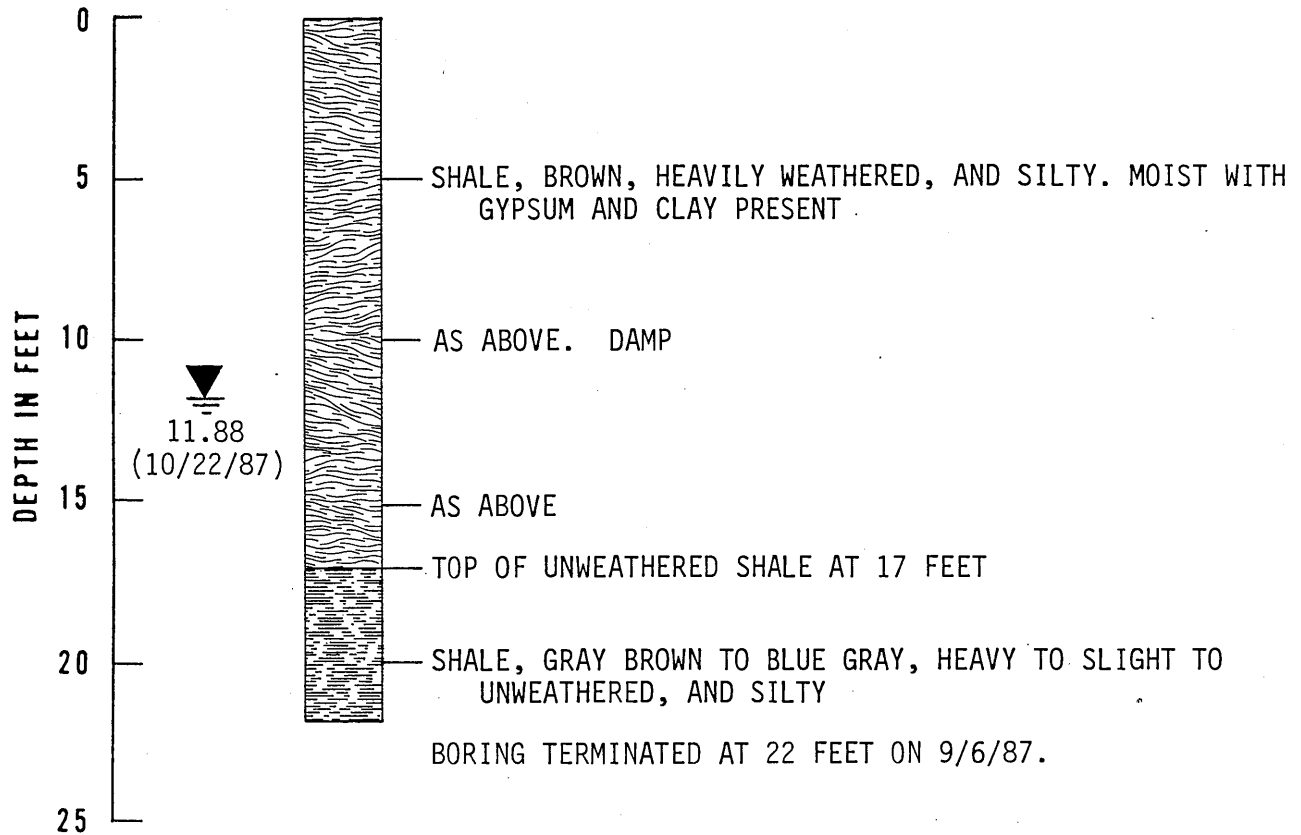 0
5
SHALE, BROWN, HEAVILY WEATHERED, AND SILTY. MOIST WITH
GYPSUM AND CLAY PRESENT
DEPTH IN FEET
10
AS ABOVE. DAMP
11.88
(10/22/87)
15
AS ABOVE
TOP OF UNWEATHERED SHALE AT 17 FEET
20
SHALE, GRAY BROWN TO BLUE GRAY, HEAVY TO SLIGHT TO
UNWEATHERED, AND SILTY
BORING TERMINATED AT 22 FEET ON 9/6/87.
25